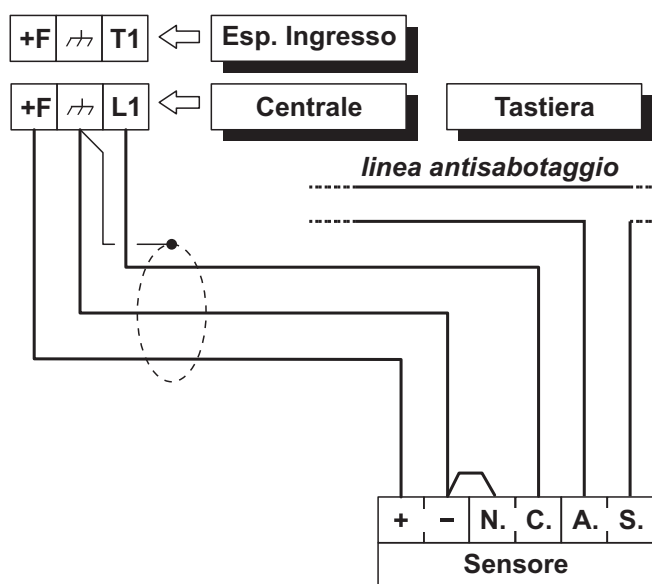 +F T1 Esp. Ingresso
+F L1 Centrale Tastiera
linea antisabotaggio
+ – N. C. A. S.
Sensore